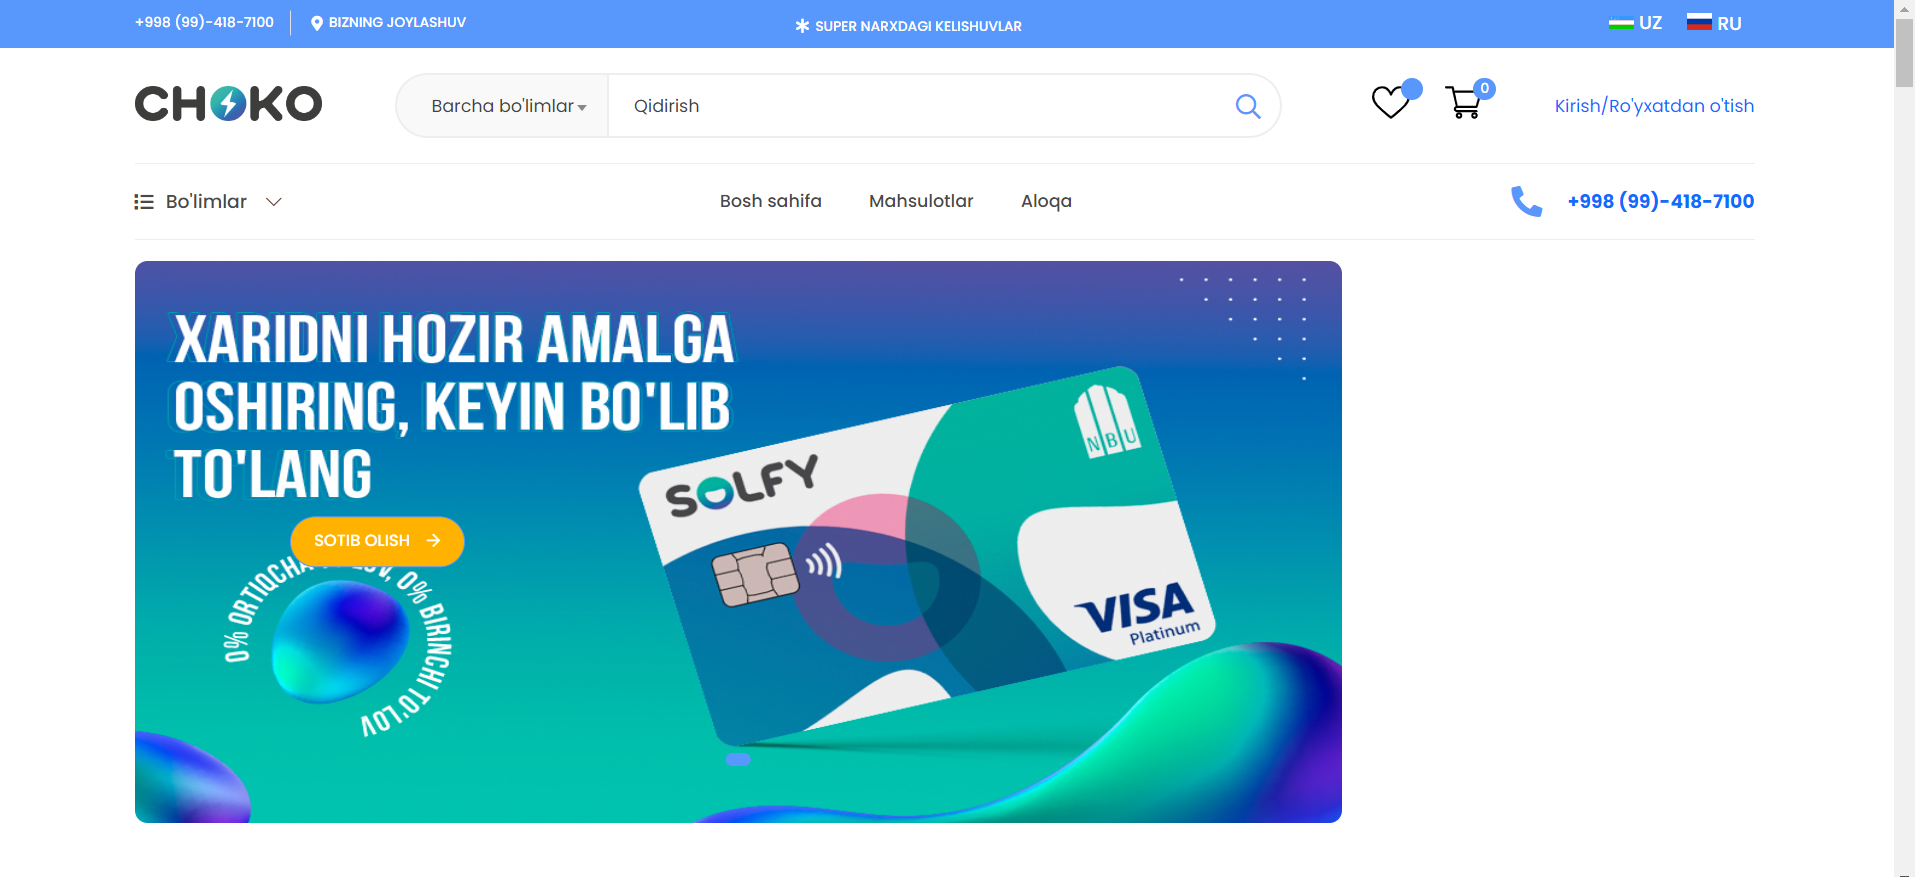 +998 (99)-418-7100
BIZNING JOYLASHUV
SUPER NARXDAGI KELISHUVLAR
UZ
RU
CHOKO
Barcha bo'limlar
Qidirish
0
Kirish/Ro'yxatdan o'tish
Bo'limlar
Bosh sahifa
Mahsulotlar
Aloqa
+998 (99)-418-7100
XARIDNI HOZIR AMALGA
OSHIRING, KEYIN BO'LIB
TO'LANG
SOTIB OLISH
0% ORTIQCHA
0% BIRINCHI TO'LOV
SOLFY
NBU
VISA
Platinum